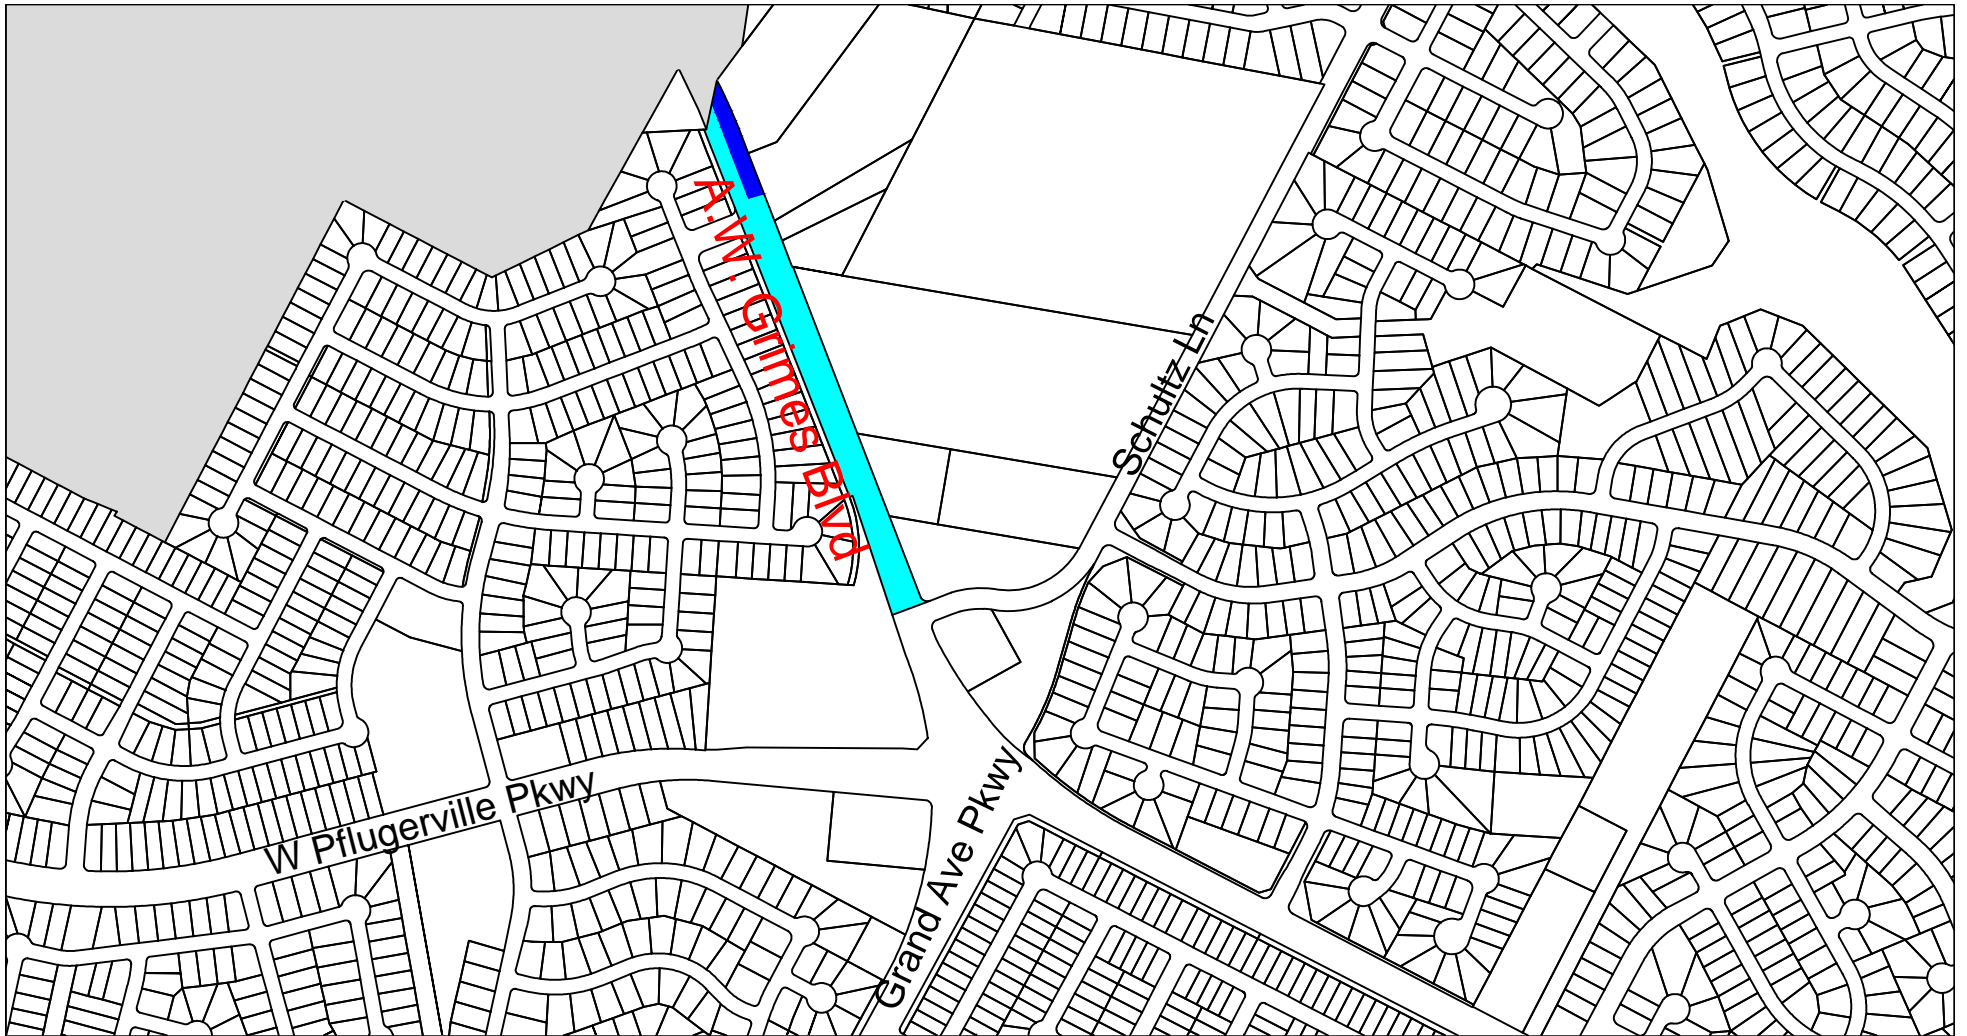 A.W. Grimes Blvd
Schultz Ln
W Pflugerville Pkwy
Grand Ave Pkwy